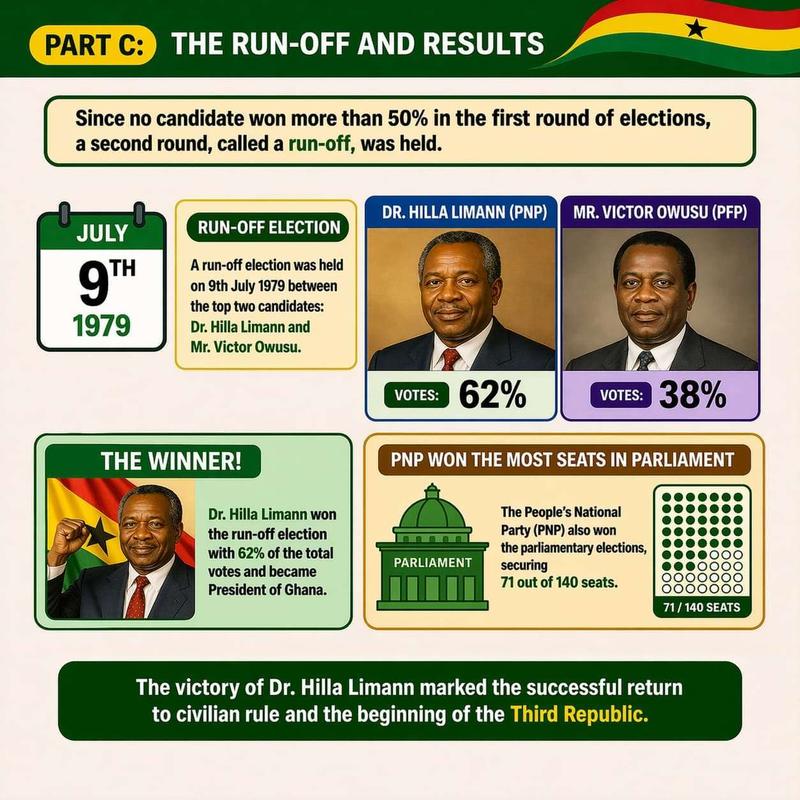 PART C: THE RUN-OFF AND RESULTS
Since no candidate won more than 50% in the first round of elections,
a second round, called a run-off, was held.
JULY
9TH
1979
RUN-OFF ELECTION
A run-off election was held
on 9th July 1979 between
the top two candidates:
Dr. Hilla Limann and
Mr. Victor Owusu.
DR. HILLA LIMANN (PNP)
VOTES: 62%
MR. VICTOR OWUSU (PFP)
VOTES: 38%
THE WINNER!
Dr. Hilla Limann won
the run-off election
with 62% of the total
votes and became
President of Ghana.
PNP WON THE MOST SEATS IN PARLIAMENT
PARLIAMENT
The People's National
Party (PNP) also won
the parliamentary elections,
securing
71 out of 140 seats.
71 / 140 SEATS
The victory of Dr. Hilla Limann marked the successful return
to civilian rule and the beginning of the Third Republic.